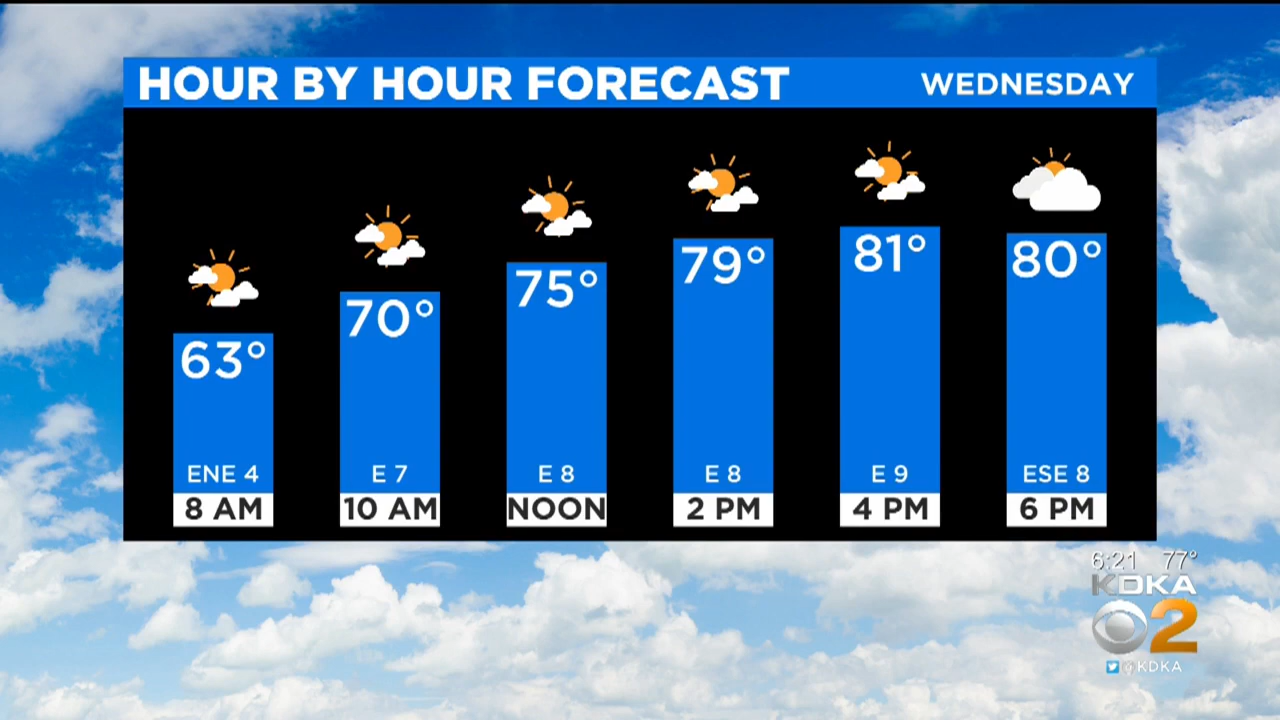 HOUR BY HOUR FORECAST WEDNESDAY
63° 70° 75° 79° 81° 80°
ENE 4 E 7 E 8 E 8 E 9 ESE 8
8 AM 10 AM NOON 2 PM 4 PM 6 PM
6:21 77°
KDKA
2
@KDKA